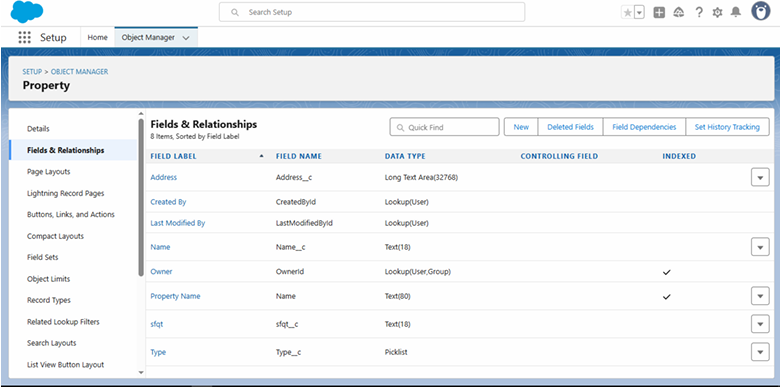 Search Setup
Setup Home Object Manager
SETUP > OBJECT MANAGER
Property
Details
Fields & Relationships
Page Layouts
Lightning Record Pages
Buttons, Links, and Actions
Compact Layouts
Field Sets
Object Limits
Record Types
Related Lookup Filters
Search Layouts
List View Button Layout
Fields & Relationships
8 Items, Sorted by Field Label
Quick Find New Deleted Fields Field Dependencies Set History Tracking
FIELD LABEL FIELD NAME DATA TYPE CONTROLLING FIELD INDEXED
Address Address__c Long Text Area(32768)
Created By CreatedById Lookup(User)
Last Modified By LastModifiedById Lookup(User)
Name Name__c Text(18)
Owner OwnerId Lookup(User,Group)
Property Name Name Text(80)
sfqt sfqt__c Text(18)
Type Type__c Picklist